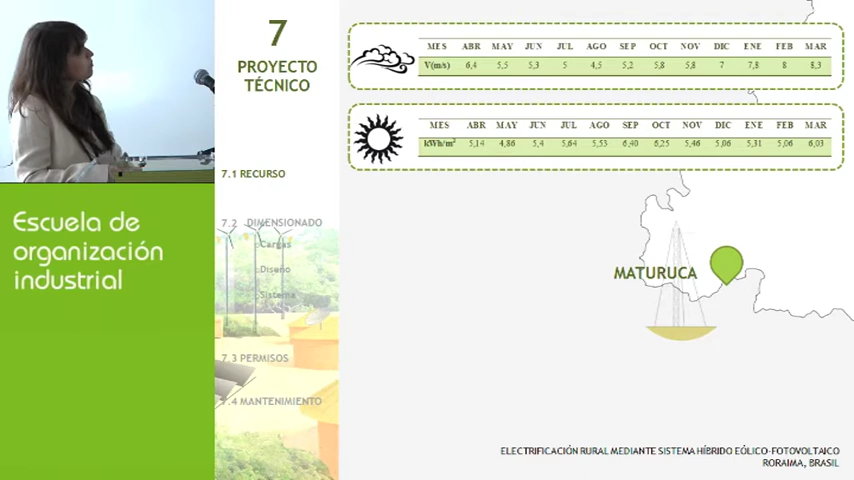 7
PROYECTO
TÉCNICO
7.1 RECURSO
7.2 DIMENSIONADO
Cargas
Diseño
Sistema
7.3 PERMISOS
7.4 MANTENIMIENTO
Escuela de
organización
industrial
MES ABR MAY JUN JUL AGO SEP OCT NOV DIC ENE FEB MAR
V(m/s) 6,4 5,5 5,3 5 4,5 5,2 5,8 5,8 7 7,8 8 8,3
MES ABR MAY JUN JUL AGO SEP OCT NOV DIC ENE FEB MAR
kWh/m² 5,14 4,86 5,4 5,64 5,53 6,40 6,25 5,46 5,06 5,31 5,06 6,03
MATURUCA
ELECTRIFICACIÓN RURAL MEDIANTE SISTEMA HÍBRIDO EÓLICO-FOTOVOLTAICO
RORAIMA, BRASIL